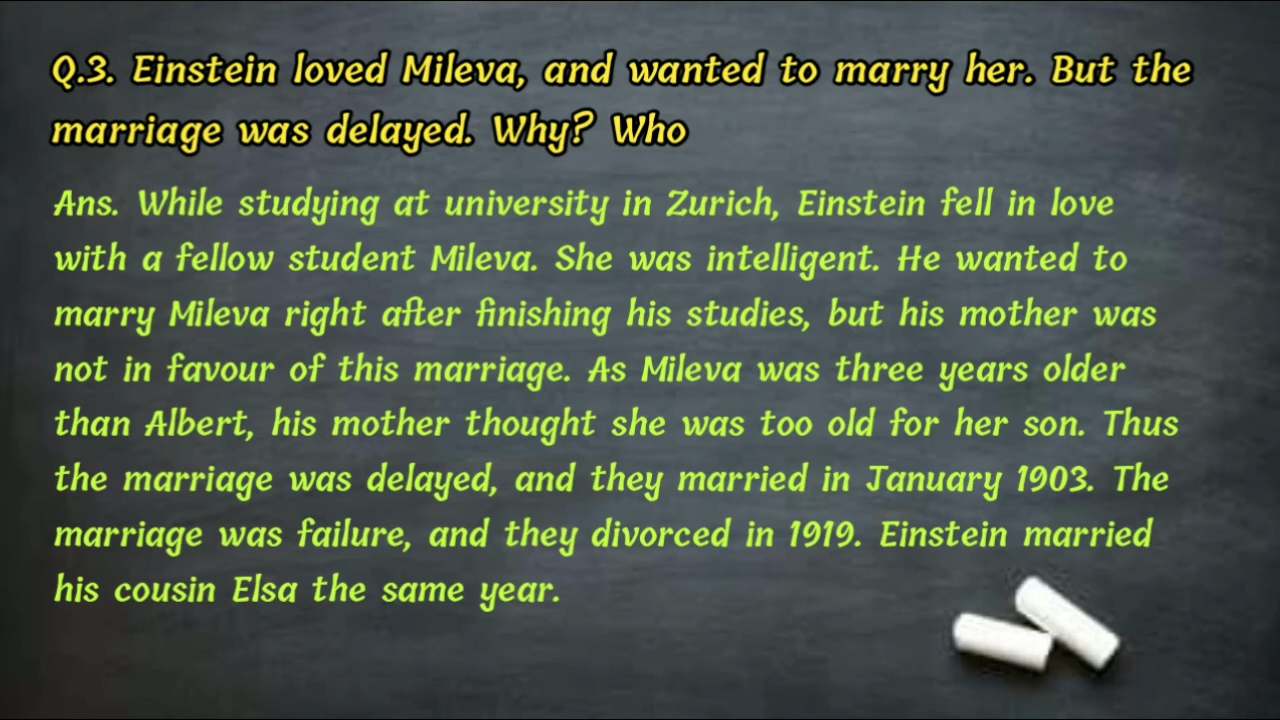 Q.3. Einstein loved Mileva, and wanted to marry her. But the
marriage was delayed. Why? Who
Ans. While studying at university in Zurich, Einstein fell in love
with a fellow student Mileva. She was intelligent. He wanted to
marry Mileva right after finishing his studies, but his mother was
not in favour of this marriage. As Mileva was three years older
than Albert, his mother thought she was too old for her son. Thus
the marriage was delayed, and they married in January 1903. The
marriage was failure, and they divorced in 1919. Einstein married
his cousin Elsa the same year.